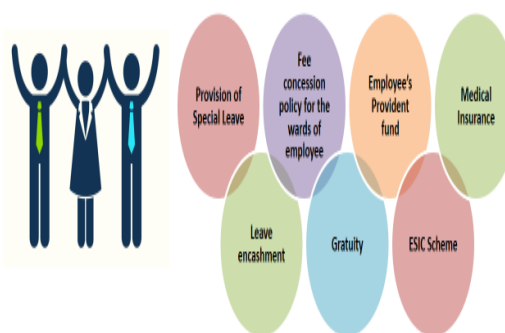 Provision of
Special Leave
Fee
concession
policy for the
wards of
employee
Employee's
Provident
fund
Medical
Insurance
Leave
encashment
Gratuity
ESIC Scheme